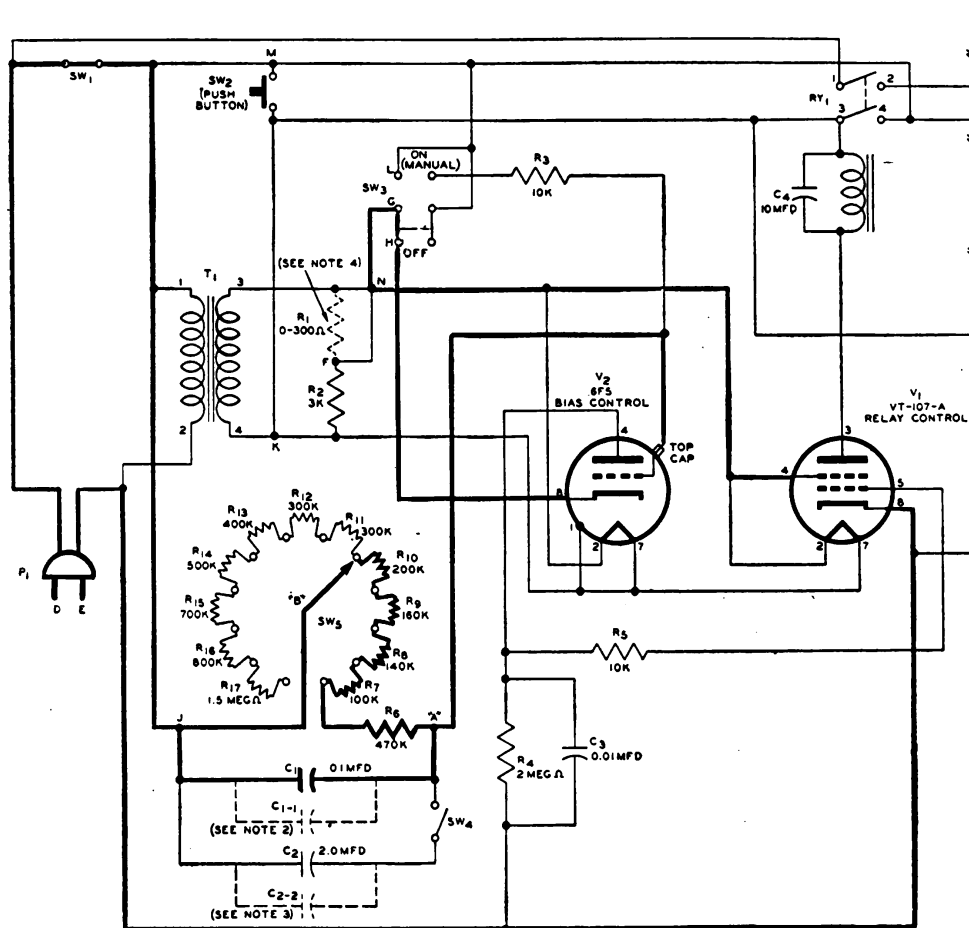 M
SW1
SW2
(PUSH
BUTTON)
1
2
RY1
3
4
ON
(MANUAL)
L
SW3
R3
10K
G
H
OFF
C4
10MFD
(SEE NOTE 4)
T1
1
3
N
R1
0-300Ω
F
R2
3K
2
4
K
V2
6F5
BIAS CONTROL
4
TOP
CAP
8
1
2
7
V1
VT-107-A
RELAY CONTROL
3
4
5
8
2
7
P1
D
E
R12
300K
R13
400K
R11
300K
R14
500K
R10
200K
R15
700K
"B"
SW5
R9
160K
R16
800K
R8
140K
R17
1.5 MEGΩ
R7
100K
R6
470K
"A"
J
R5
10K
C1
01MFD
C1-1
(SEE NOTE 2)
SW4
C2
2.0MFD
C2-2
(SEE NOTE 3)
R4
2 MEGΩ
C3
0.01MFD